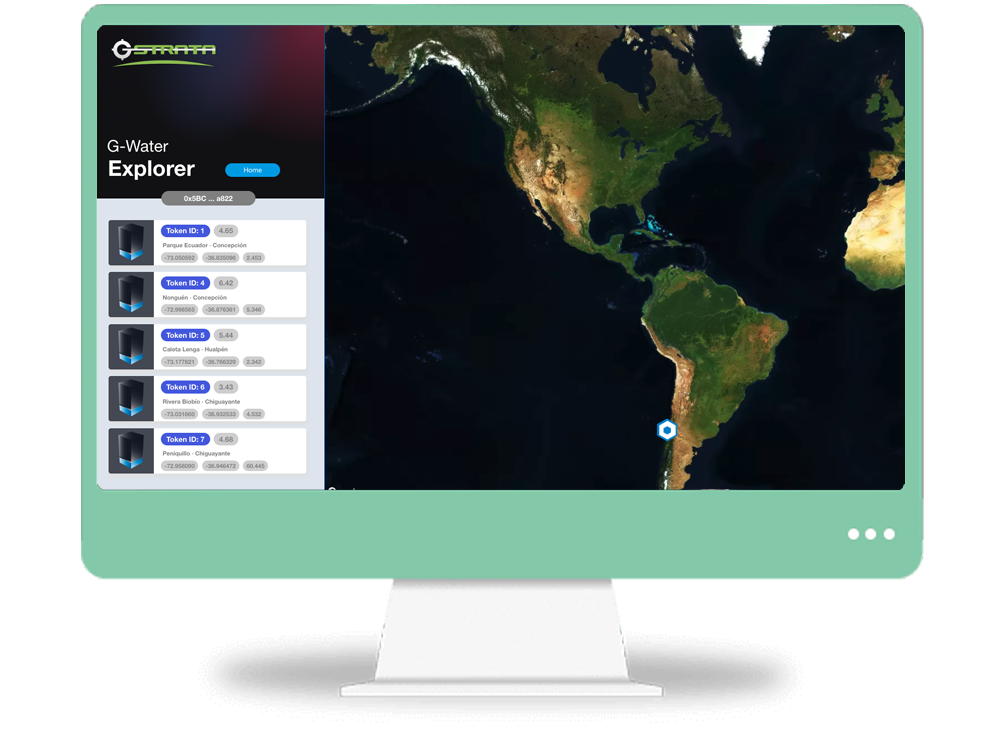 GSTRATA
G-Water
Explorer
Home
0x5BC ... a822
Token ID: 1 4.65
Parque Ecuador - Concepción
-73.050592 -36.835096 2.453
Token ID: 4 6.42
Nonguén - Concepción
-72.998565 -36.876361 5.346
Token ID: 5 5.44
Caleta Lenga - Hualpén
-73.177821 -36.766329 2.342
Token ID: 6 3.43
Rivera Biobío - Chiguayante
-73.031660 -36.932533 4.532
Token ID: 7 4.68
Periquillo - Chiguayante
-72.958090 -36.946472 60.445